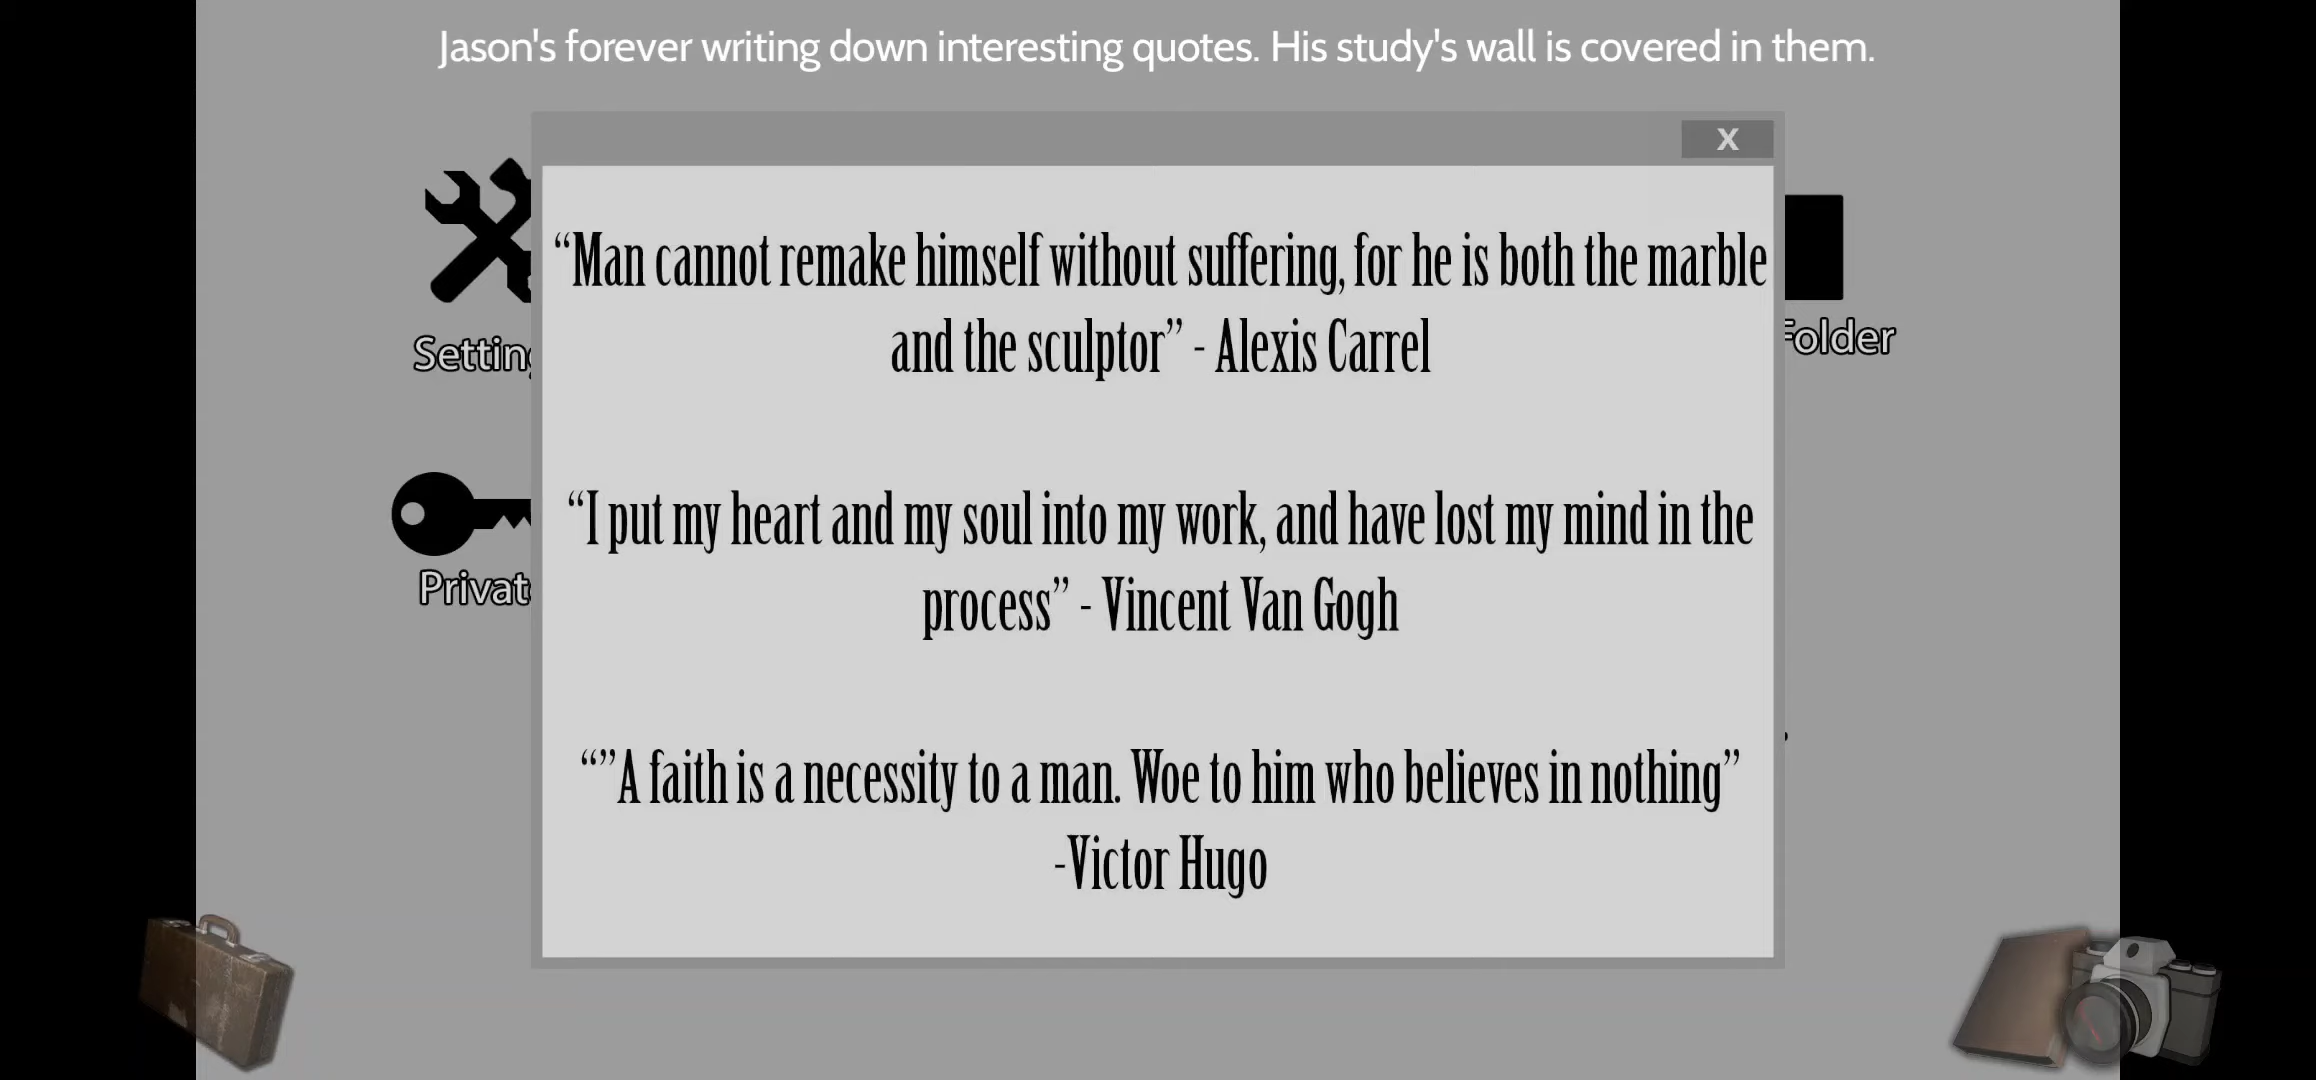 Jason's forever writing down interesting quotes. His study's wall is covered in them.
X
“Man cannot remake himself without suffering, for he is both the marble
and the sculptor” - Alexis Carrel
Setting
Folder
“I put my heart and my soul into my work, and have lost my mind in the
process” - Vincent Van Gogh
Privat
“”A faith is a necessity to a man. Woe to him who believes in nothing”
-Victor Hugo